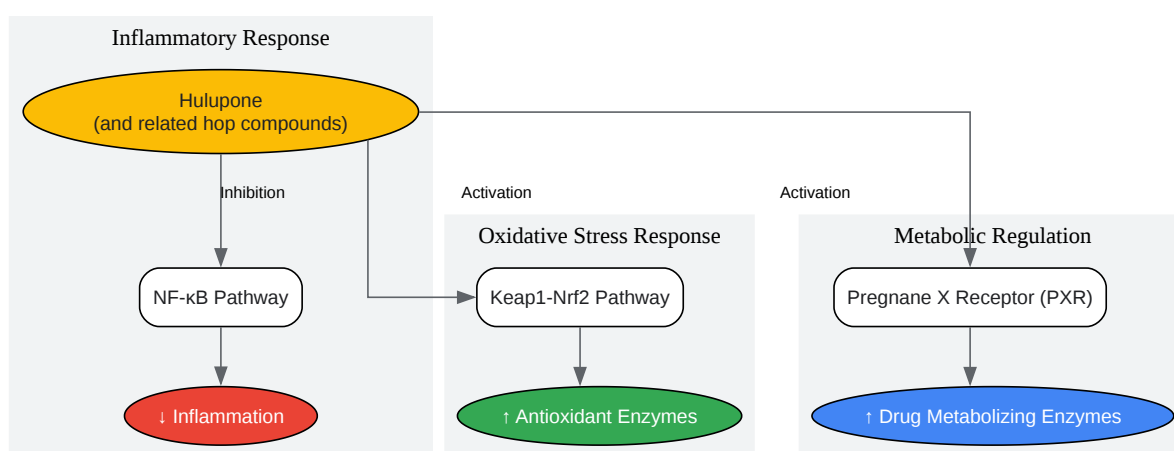 Inflammatory Response
Hulupone
(and related hop compounds)
Inhibition
Activation
Activation
Oxidative Stress Response
Metabolic Regulation
NF-κB Pathway
Keap1-Nrf2 Pathway
Pregnane X Receptor (PXR)
↓ Inflammation
↑ Antioxidant Enzymes
↑ Drug Metabolizing Enzymes